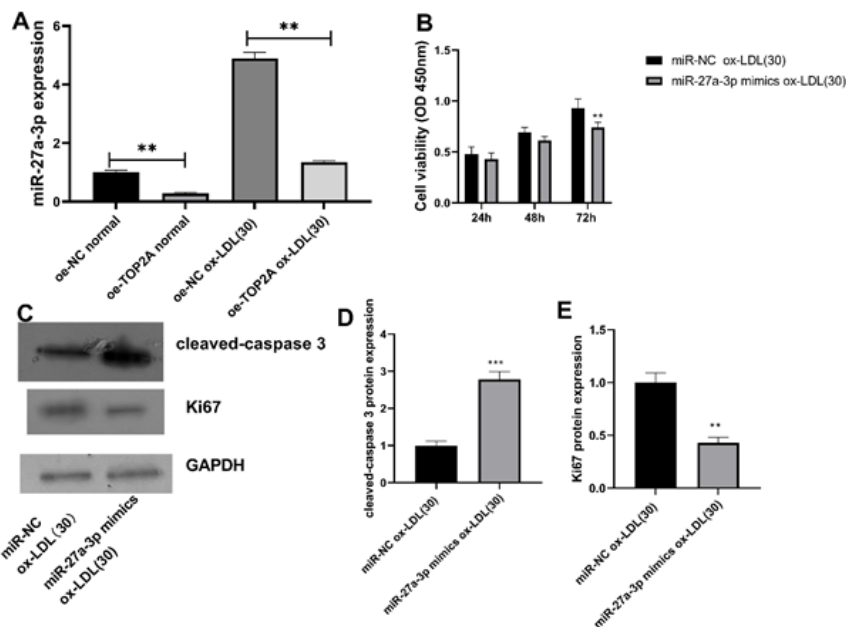 A
miR-27a-3p expression
6
4
2
0
**
**
oe-NC normal
oe-TOP2A normal
oe-NC ox-LDL(30)
oe-TOP2A ox-LDL(30)
B
Cell viability (OD 450nm)
1.5
1.0
0.5
0.0
**
24h
48h
72h
miR-NC ox-LDL(30)
miR-27a-3p mimics ox-LDL(30)
C
cleaved-caspase 3
Ki67
GAPDH
miR-NC
ox-LDL(30)
miR-27a-3p mimics
ox-LDL(30)
D
cleaved-caspase 3 protein expression
4
3
2
1
0
***
miR-NC ox-LDL(30)
miR-27a-3p mimics ox-LDL(30)
E
Ki67 protein expression
1.5
1.0
0.5
0.0
**
miR-NC ox-LDL(30)
miR-27a-3p mimics ox-LDL(30)